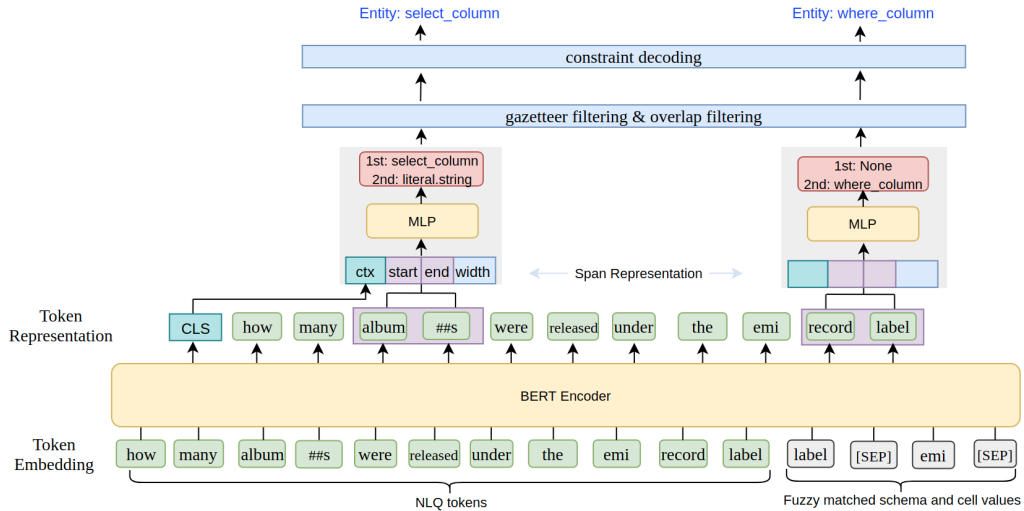 Entity: select_column
Entity: where_column
constraint decoding
gazetteer filtering & overlap filtering
1st: select_column
2nd: literal.string
1st: None
2nd: where_column
MLP
MLP
ctx start end width
Span Representation
Token
Representation
CLS how many album ##s were released under the emi record label
BERT Encoder
Token
Embedding
how many album ##s were released under the emi record label label [SEP] emi [SEP]
NLQ tokens
Fuzzy matched schema and cell values